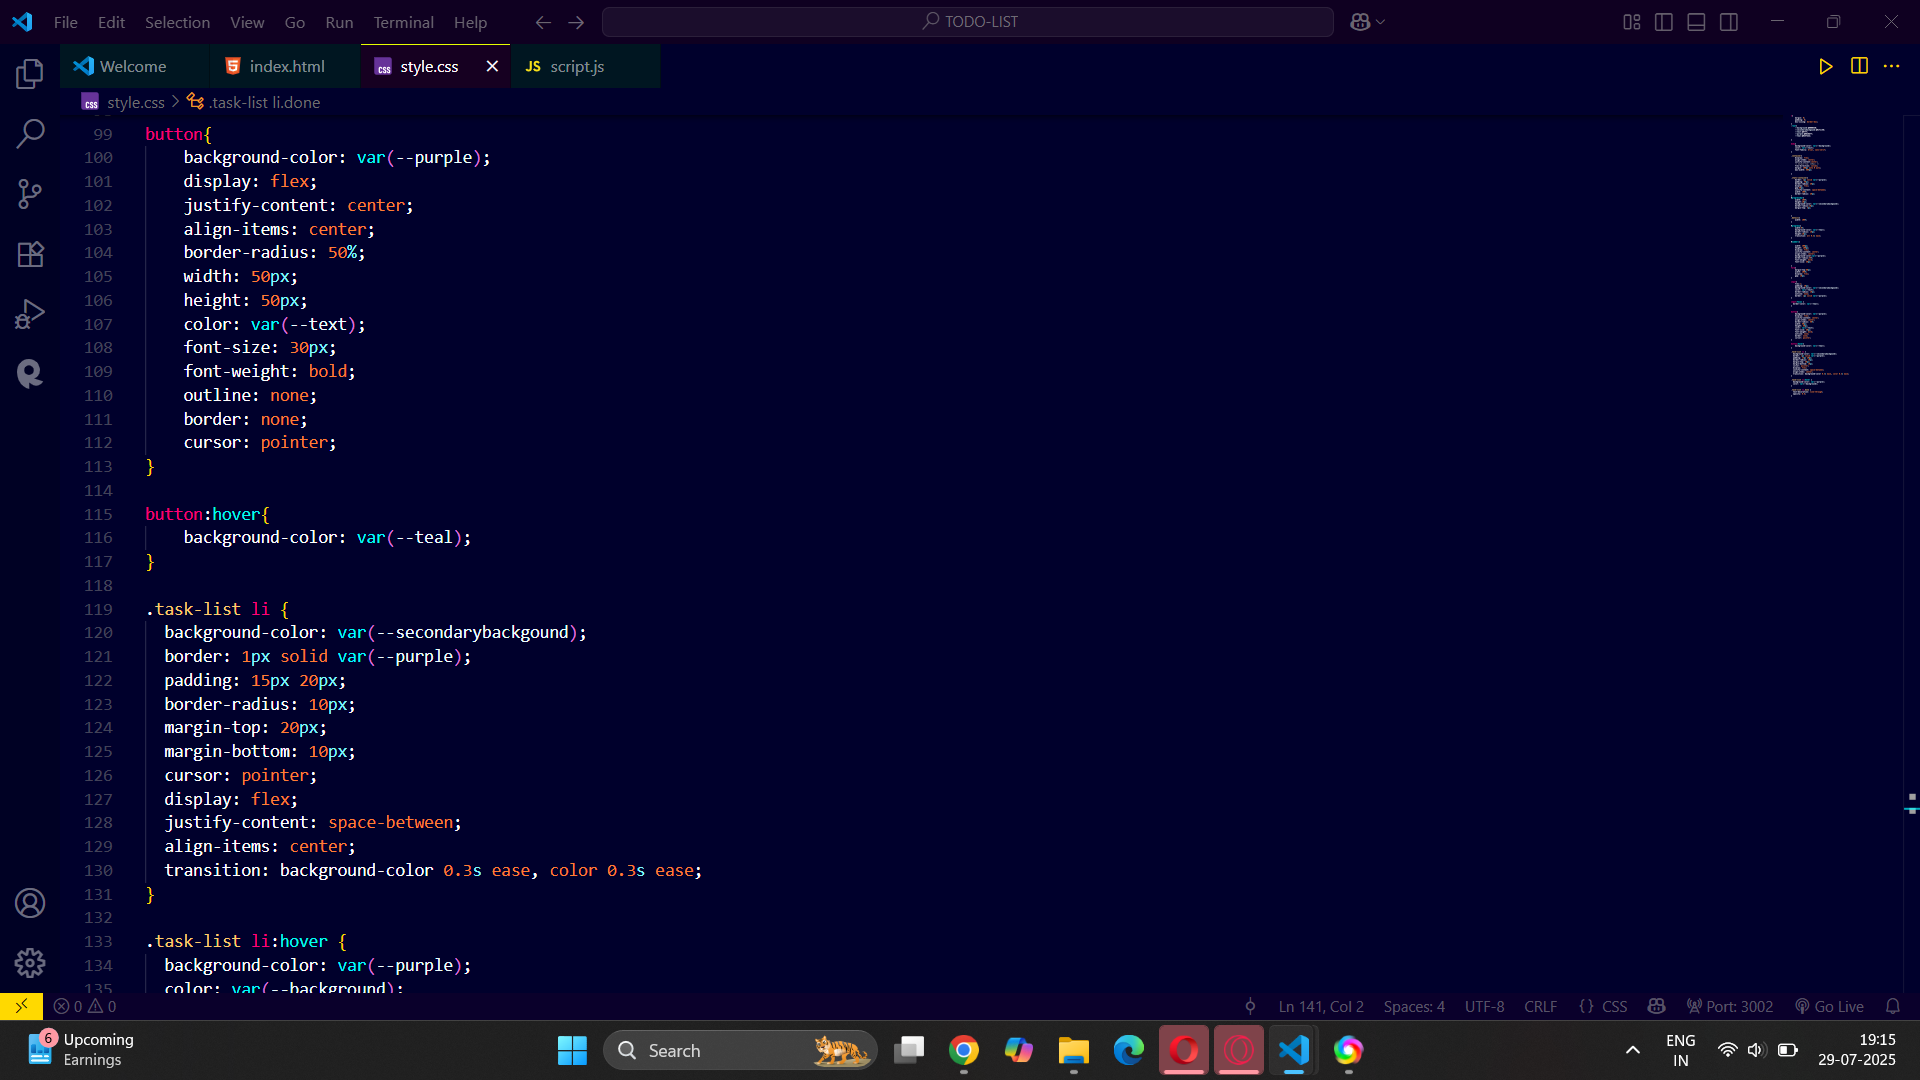 File Edit Selection View Go Run Terminal Help
TODO-LIST
Welcome
index.html
style.css
JS script.js
style.css > .task-list li.done
99 button{
100 background-color: var(--purple);
101 display: flex;
102 justify-content: center;
103 align-items: center;
104 border-radius: 50%;
105 width: 50px;
106 height: 50px;
107 color: var(--text);
108 font-size: 30px;
109 font-weight: bold;
110 outline: none;
111 border: none;
112 cursor: pointer;
113 }
114
115 button:hover{
116 background-color: var(--teal);
117 }
118
119 .task-list li {
120 background-color: var(--secondarybackgound);
121 border: 1px solid var(--purple);
122 padding: 15px 20px;
123 border-radius: 10px;
124 margin-top: 20px;
125 margin-bottom: 10px;
126 cursor: pointer;
127 display: flex;
128 justify-content: space-between;
129 align-items: center;
130 transition: background-color 0.3s ease, color 0.3s ease;
131 }
132
133 .task-list li:hover {
134 background-color: var(--purple);
135 color: var(--background);
0 0
Ln 141, Col 2 Spaces: 4 UTF-8 CRLF {} CSS Port: 3002 Go Live
6
Upcoming
Earnings
Search
ENG
IN
19:15
29-07-2025